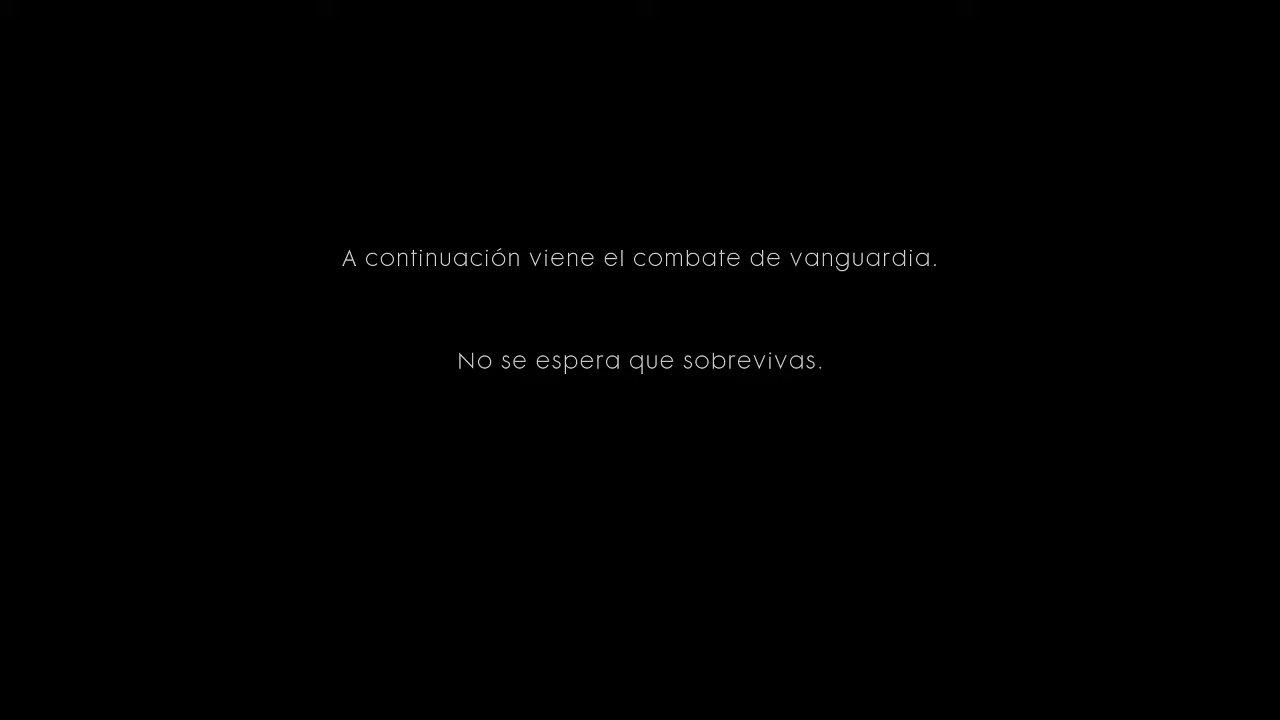 A continuación viene el combate de vanguardia.
No se espera que sobrevivas.